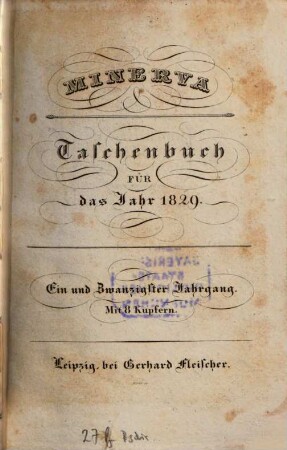 MINERVA
Taschenbuch
FÜR
das Jahr 1829.
Ein und Zwanzigster Jahrgang.
Mit 8 Kupfern.
Leipzig, bei Gerhard Fleischer.